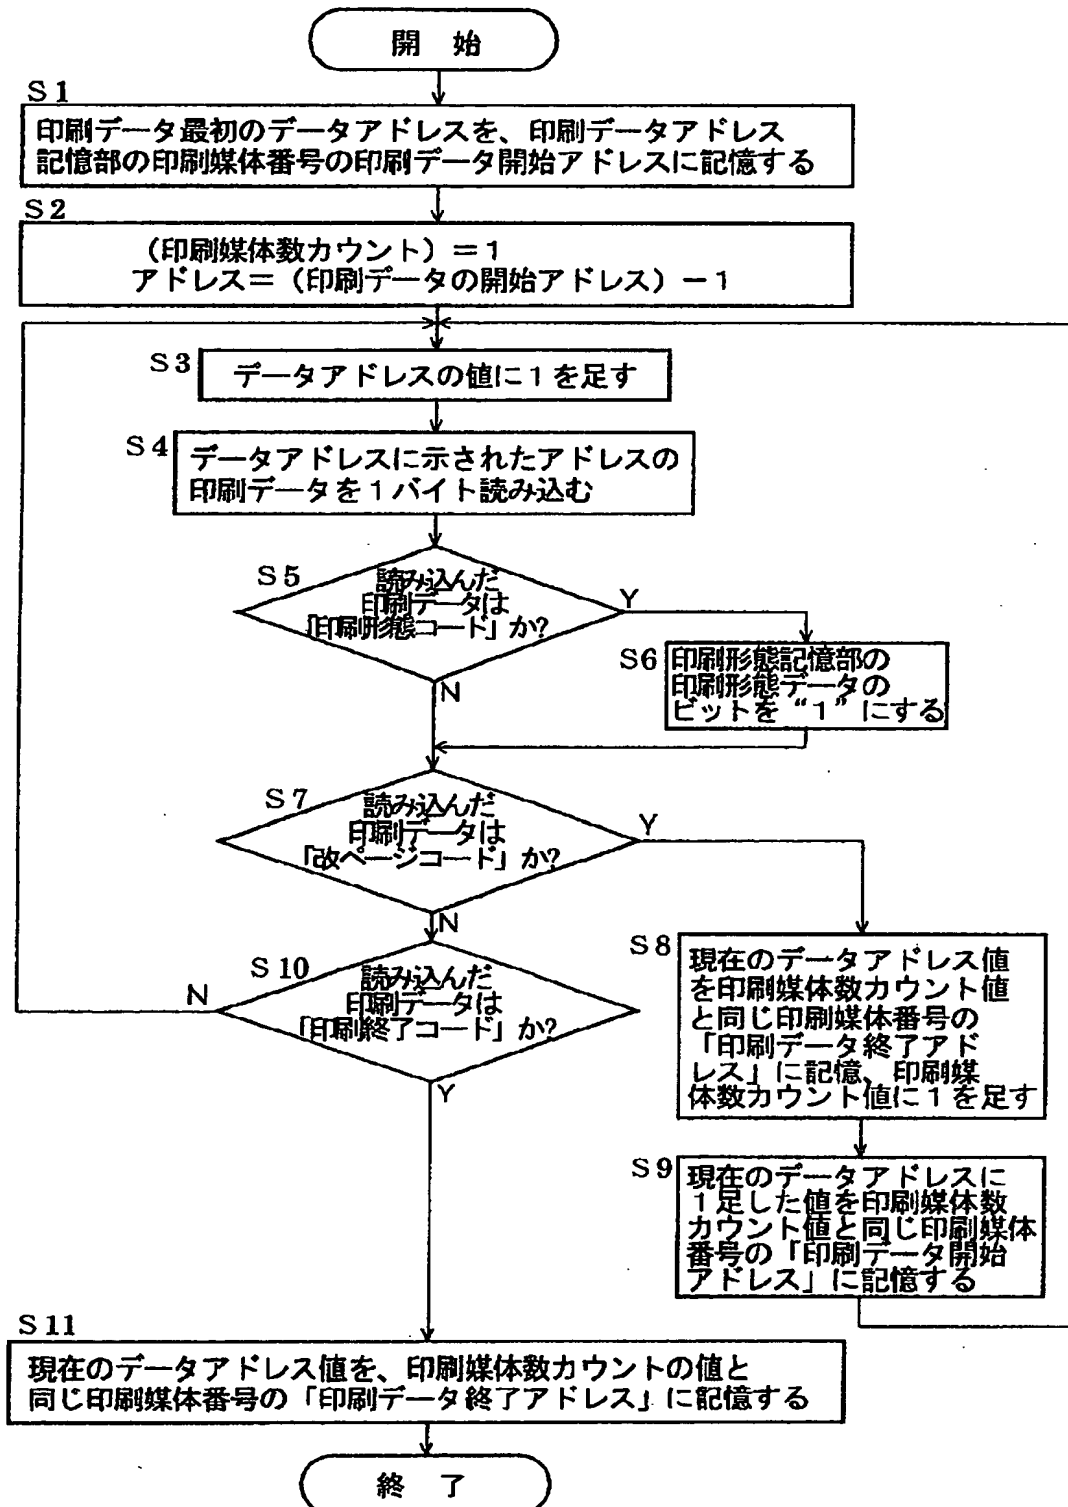 開 始
S1
印刷データ最初のデータアドレスを、印刷データアドレス
記憶部の印刷媒体番号の印刷データ開始アドレスに記憶する
S2
(印刷媒体数カウント)=1
アドレス=(印刷データの開始アドレス)-1
S3
データアドレスの値に1を足す
S4
データアドレスに示されたアドレスの
印刷データを1バイト読み込む
S5
読み込んだ
印刷データは
「印刷形態コード」か?
Y
N
S6
印刷形態記憶部の
印刷形態データの
ビットを“1”にする
S7
読み込んだ
印刷データは
「改ページコード」か?
Y
N
S8
現在のデータアドレス値
を印刷媒体数カウント値
と同じ印刷媒体番号の
「印刷データ終了アド
レス」に記憶、印刷媒
体数カウント値に1を足す
S10
読み込んだ
印刷データは
「印刷終了コード」か?
N
Y
S9
現在のデータアドレスに
1足した値を印刷媒体数
カウント値と同じ印刷媒体
番号の「印刷データ開始
アドレス」に記憶する
S11
現在のデータアドレス値を、印刷媒体数カウントの値と
同じ印刷媒体番号の「印刷データ終了アドレス」に記憶する
終 了